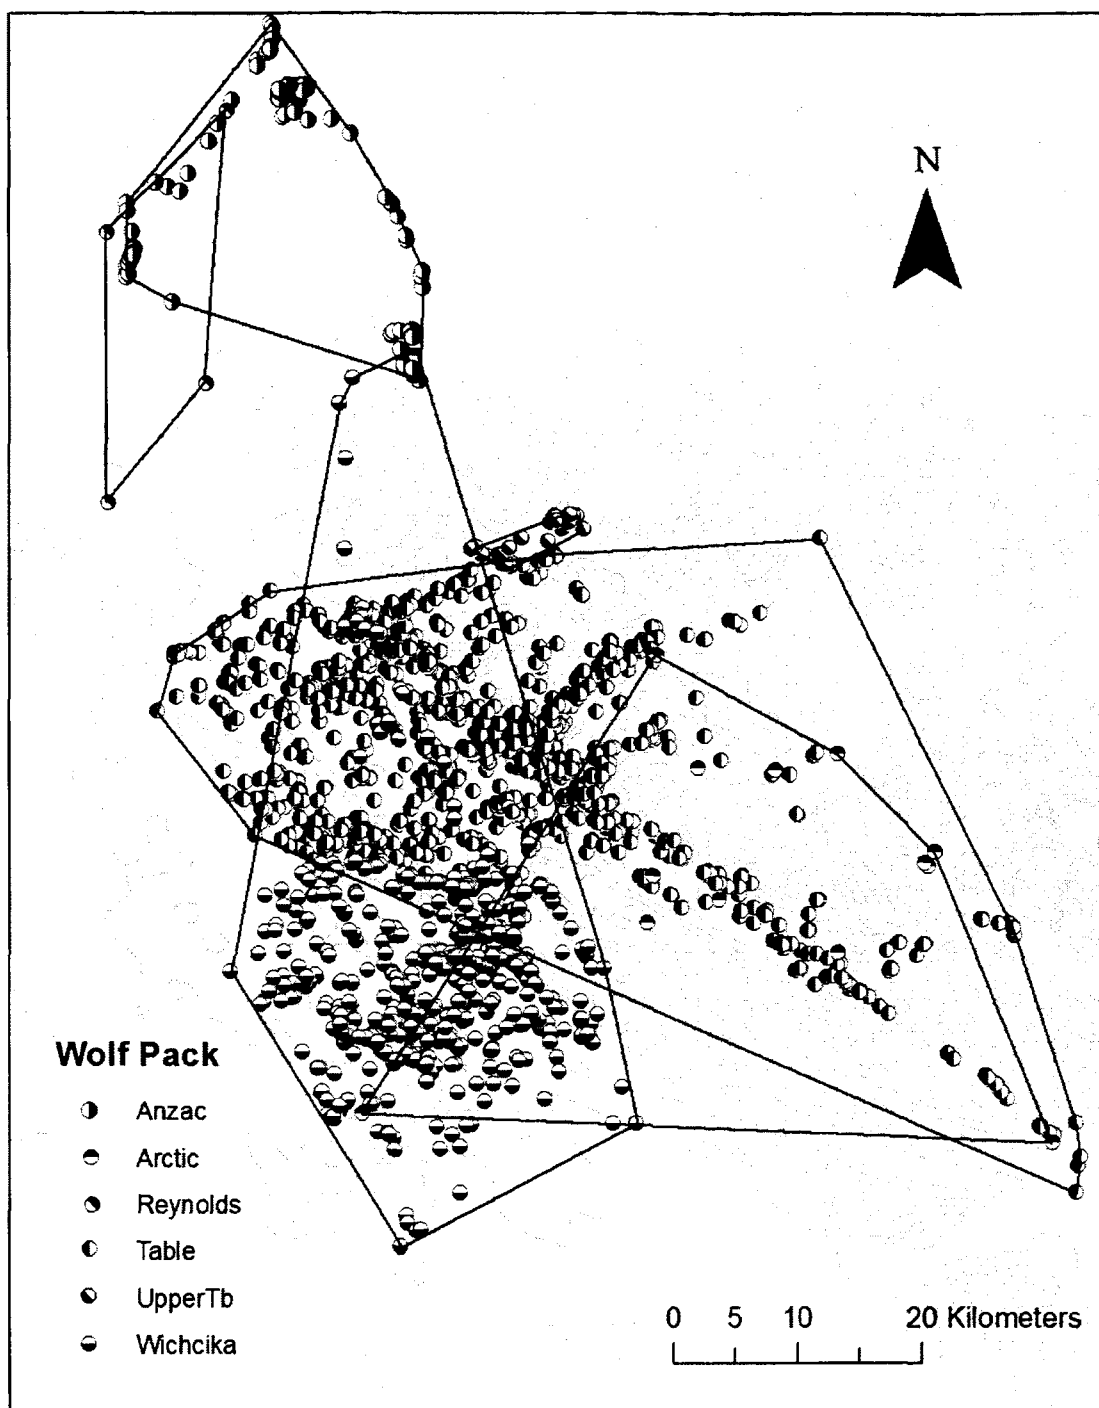 N
Wolf Pack
Anzac
Arctic
Reynolds
Table
UpperTb
Wichcika
0 5 10 20 Kilometers